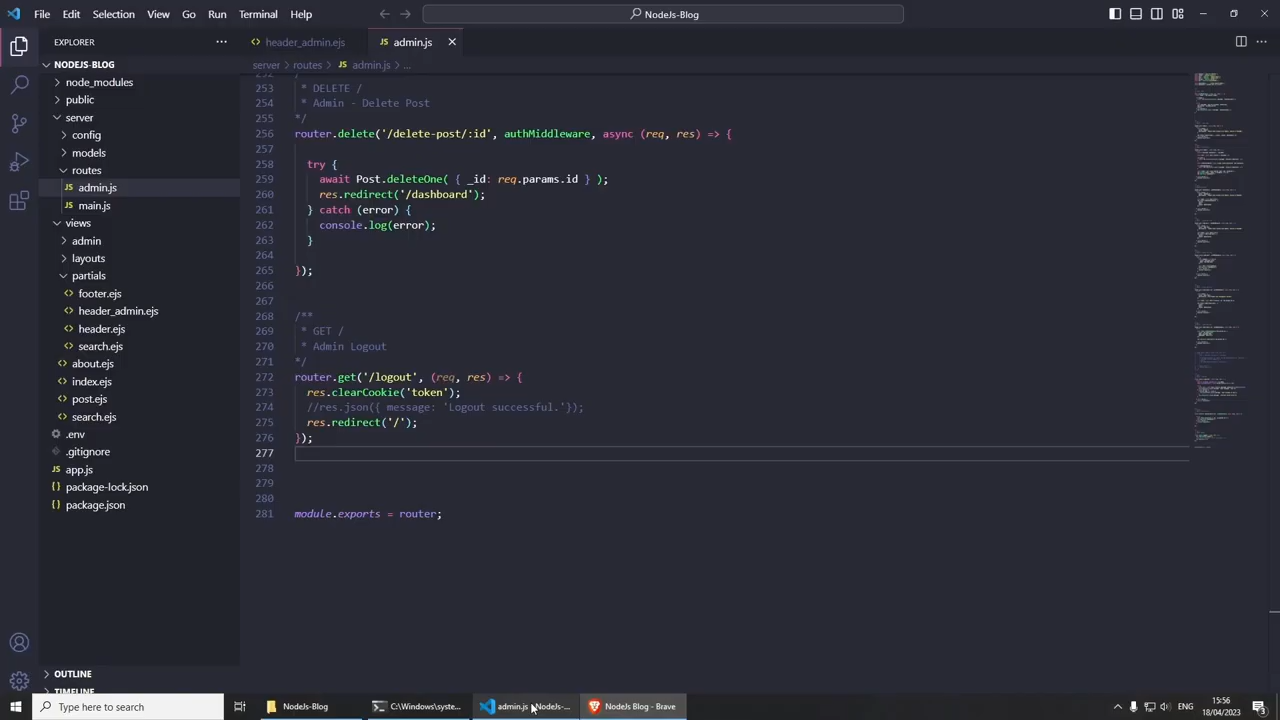 File Edit Selection View Go Run Terminal Help
NodeJs-Blog
EXPLORER
header_admin.ejs
JS admin.js
NODEJS-BLOG
server > routes > JS admin.js > ...
node_modules
public
server
config
models
routes
JS admin.js
JS main.js
views
admin
layouts
partials
footer.ejs
header_admin.ejs
header.ejs
search.ejs
about.ejs
index.ejs
post.ejs
search.ejs
.env
.gitignore
JS app.js
package-lock.json
package.json
OUTLINE
TIMELINE
252 /
253 * DELETE /
254 * Admin - Delete Post
255 */
256 router.delete('/delete-post/:id', authMiddleware, async (req, res) => {
257
258 try {
259 await Post.deleteOne( { _id: req.params.id } );
260 res.redirect('/dashboard');
261 } catch (error) {
262 console.log(error);
263 }
264
265 });
266
267
268 /**
269 * GET /
270 * Admin Logout
271 */
272 router.get('/logout', (req, res) => {
273 res.clearCookie('token');
274 //res.json({ message: 'Logout successful.'});
275 res.redirect('/');
276 });
277
278
279
280
281 module.exports = router;
Type here to search
NodeJs-Blog
C:\Windows\syste...
admin.js - NodeJs-...
NodeJs Blog - Brave
ENG
15:56
18/04/2023
3